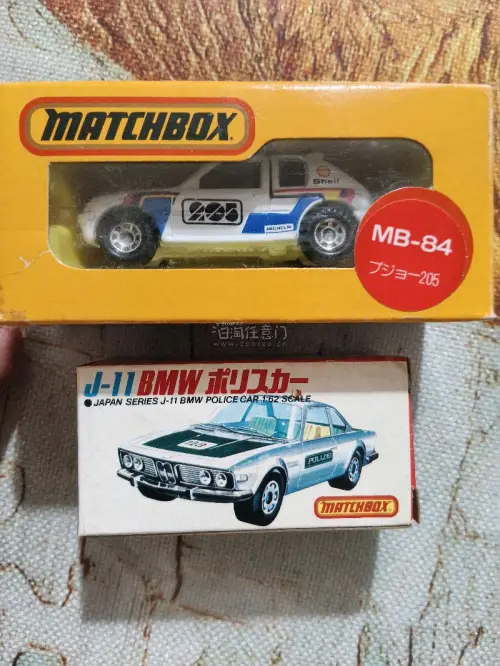 MATCHBOX
Shell
205
MICHELIN
MB-84
プジョー205
J-11 BMW ポリスカー
● JAPAN SERIES J-11 BMW POLICE CAR 1:62 SCALE
POLIZEI
MATCHBOX